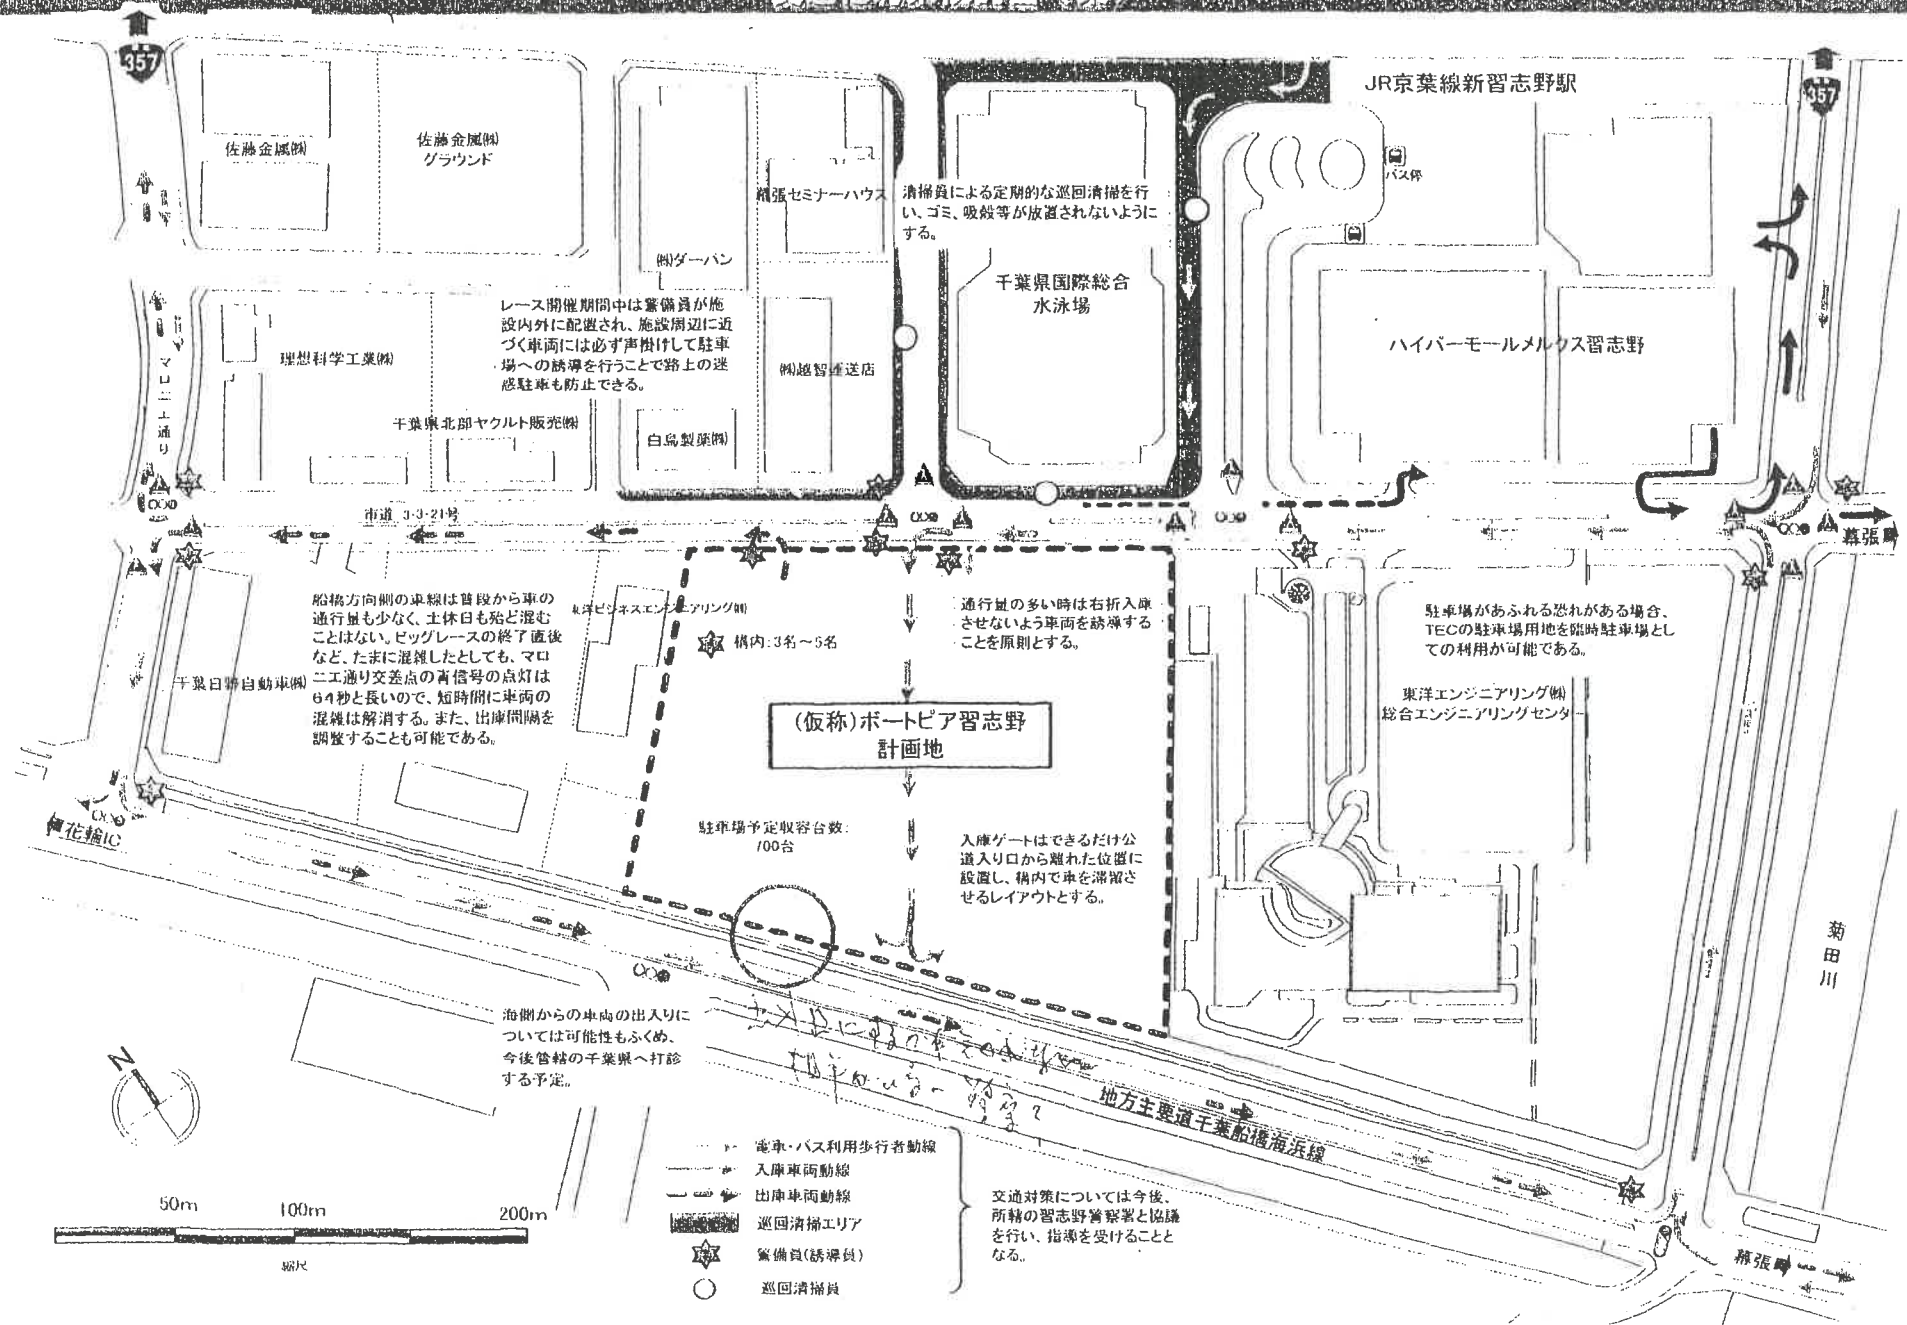 357
357
JR京葉線新習志野駅
佐藤金属㈱
佐藤金属㈱
グラウンド
バス停
幕張セミナーハウス
清掃員による定期的な巡回清掃を行
い、ゴミ、吸殻等が放置されないように
する。
㈱ダーバン
千葉県国際総合
水泳場
レース開催期間中は警備員が施
設内外に配置され、施設周辺に近
づく車両には必ず声掛けして駐車
場への誘導を行うことで路上の迷
惑駐車も防止できる。
理想科学工業㈱
㈱越智運送店
ハイパーモールメルクス習志野
マロニエ通り
千葉県北部ヤクルト販売㈱
白鳥製薬㈱
市道 3-3-21号
幕張
船橋方向側の車線は普段から車の
通行量も少なく、土休日も殆ど混む
ことはない。ビッグレースの終了直後
など、たまに混雑したとしても、マロ
ニエ通り交差点の青信号の点灯は
64秒と長いので、短時間に車両の
混雑は解消する。また、出庫間隔を
調整することも可能である。
東洋ビジネスエンジニアリング㈱
構内：3名～5名
通行量の多い時は右折入庫
させないよう車両を誘導する
ことを原則とする。
駐車場があふれる恐れがある場合、
TECの駐車場用地を臨時駐車場とし
ての利用が可能である。
千葉日野自動車㈱
東洋エンジニアリング㈱
総合エンジニアリングセンター
(仮称)ボートピア習志野
計画地
花輪IC
駐車場予定収容台数：
700台
入庫ゲートはできるだけ公
道入り口から離れた位置に
設置し、構内で車を滞留さ
せるレイアウトとする。
菊田川
海側からの車両の出入りに
ついては可能性もふくめ、
今後管轄の千葉県へ打診
する予定。
N
地方主要道千葉船橋海浜線
電車・バス利用歩行者動線
入庫車両動線
出庫車両動線
巡回清掃エリア
警備員(誘導員)
巡回清掃員
交通対策については今後、
所轄の習志野警察署と協議
を行い、指導を受けることと
なる。
50m
100m
200m
縮尺
幕張